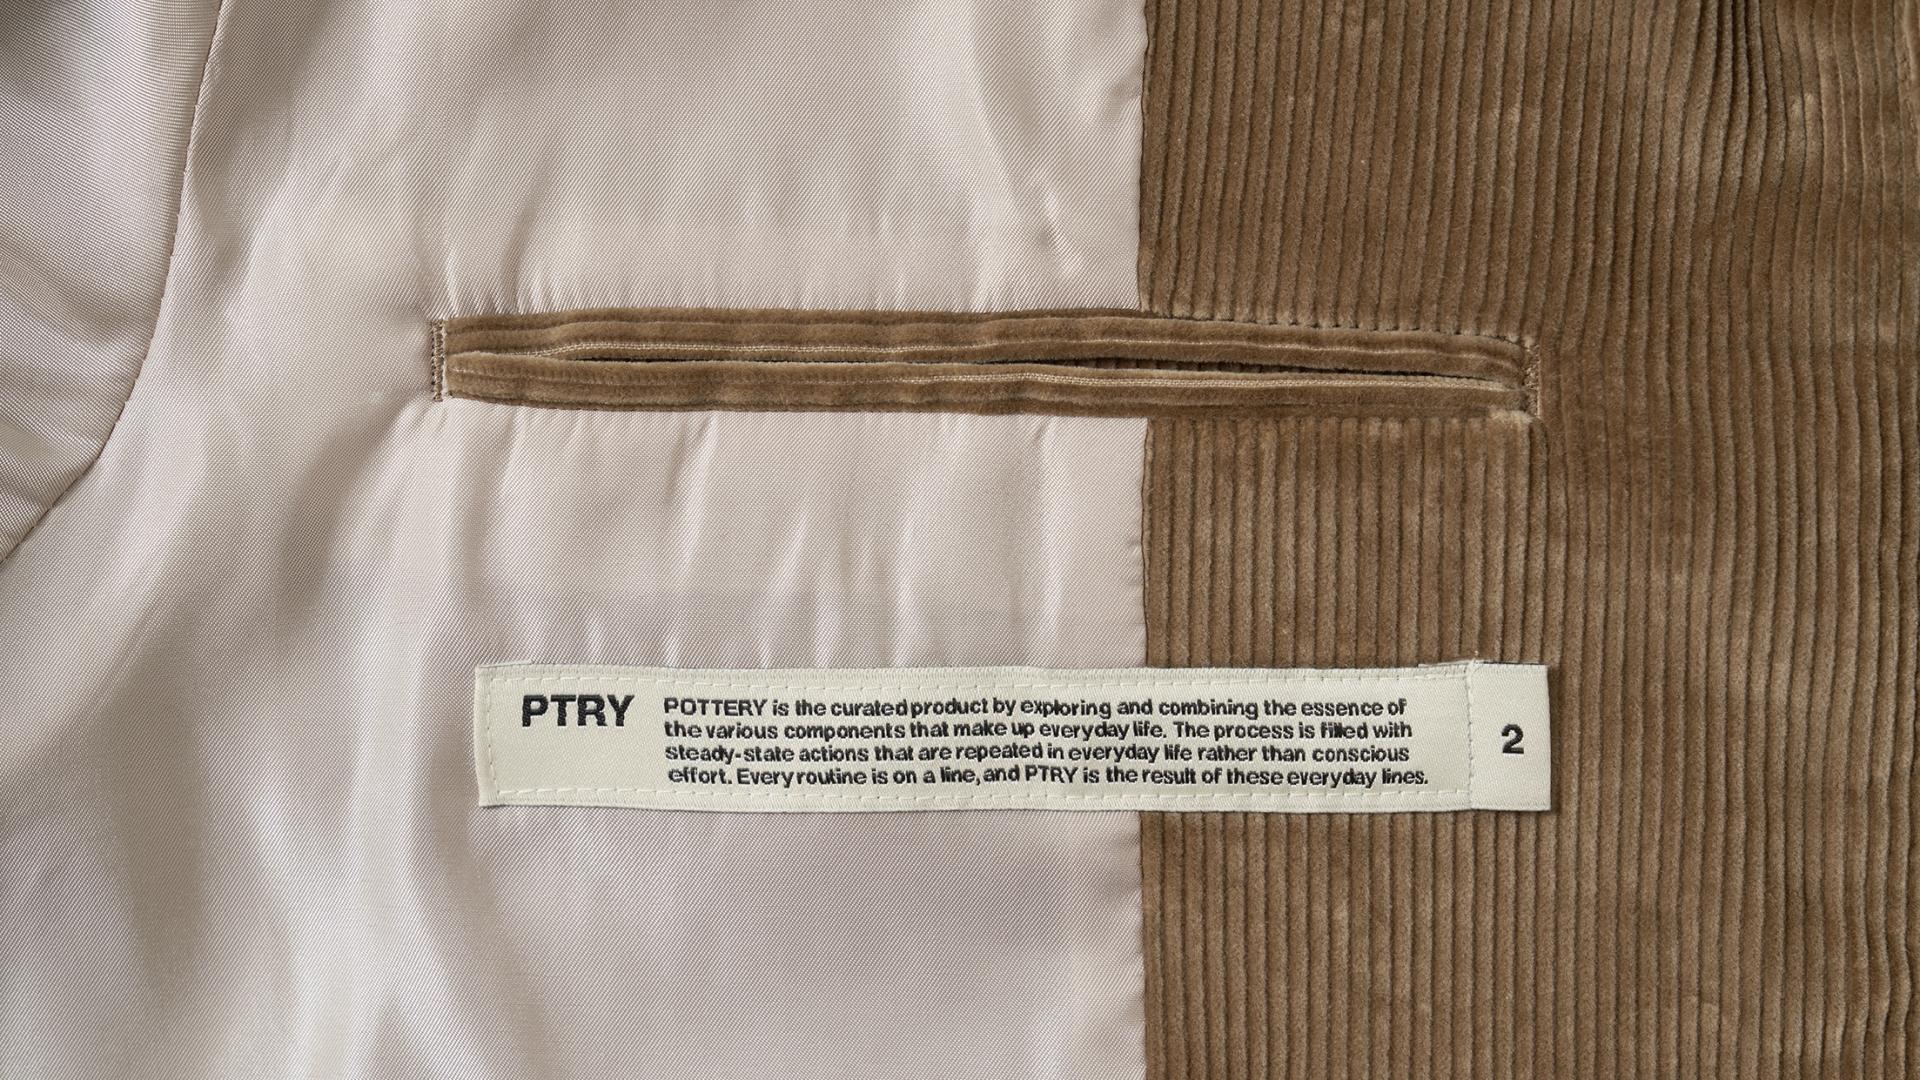 PTRY
POTTERY is the curated product by exploring and combining the essence of
the various components that make up everyday life. The process is filled with
steady-state actions that are repeated in everyday life rather than conscious
effort. Every routine is on a line, and PTRY is the result of these everyday lines.
2